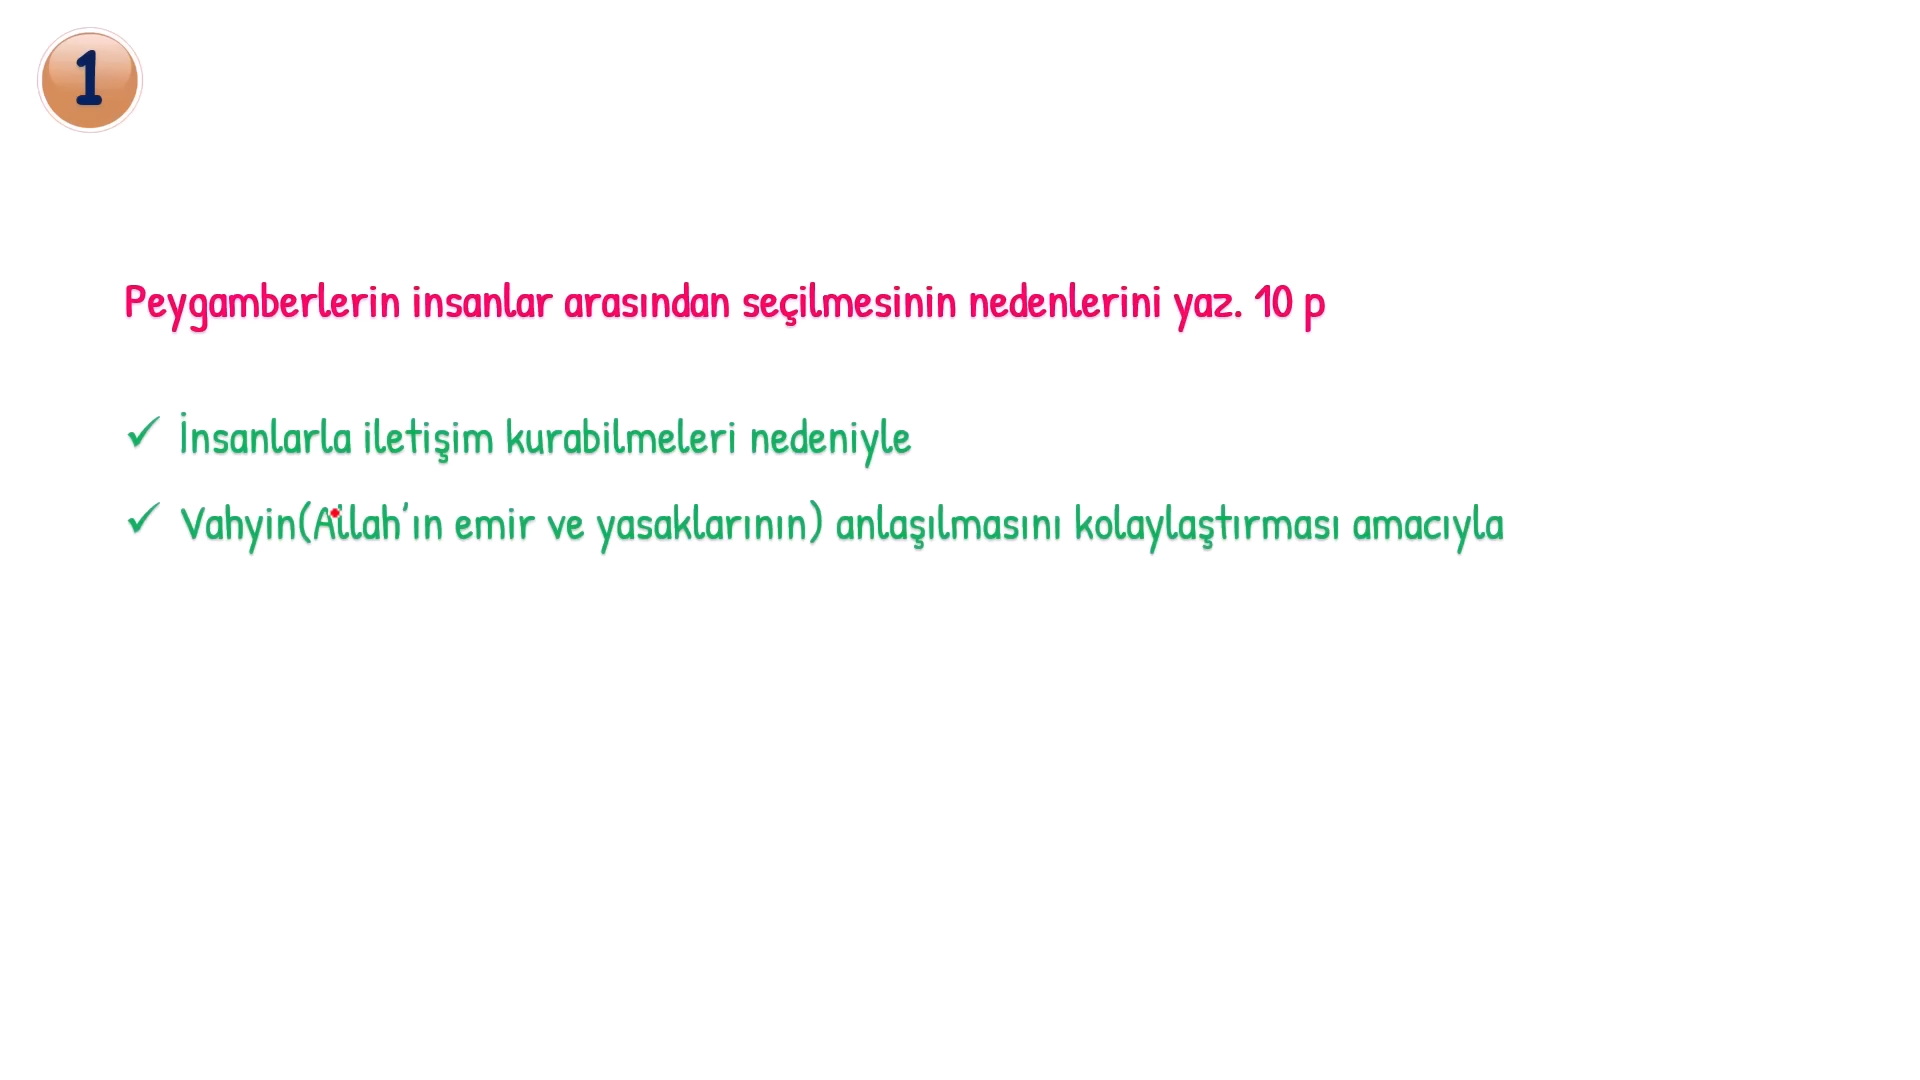 1
Peygamberlerin insanlar arasından seçilmesinin nedenlerini yaz. 10 p
✓ İnsanlarla iletişim kurabilmeleri nedeniyle
✓ Vahyin(Allah'ın emir ve yasaklarının) anlaşılmasını kolaylaştırması amacıyla